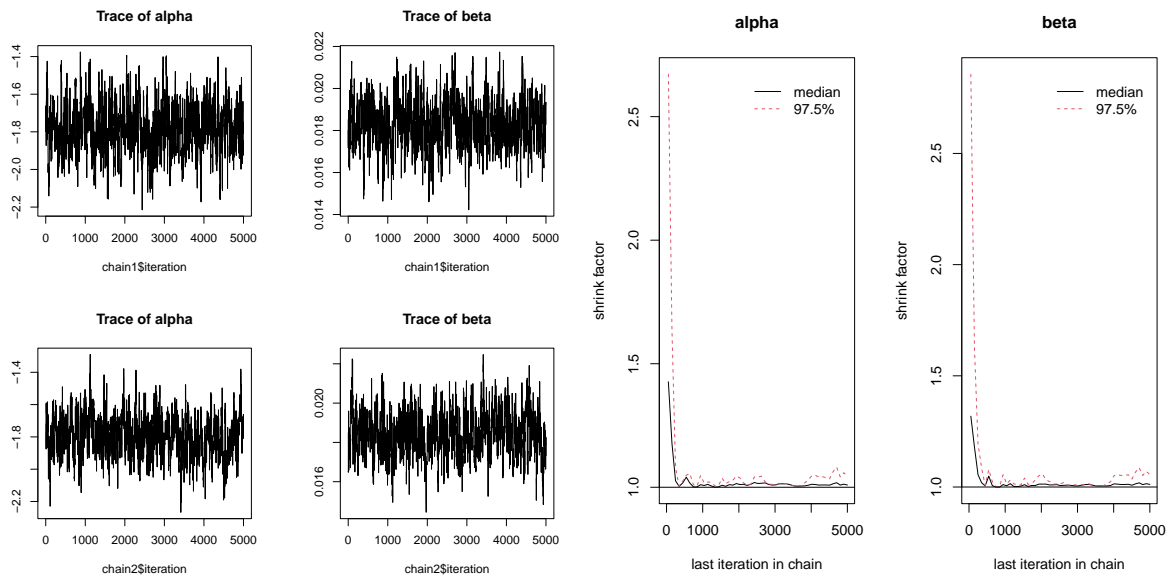 Trace of alpha
−1.4
−1.6
−1.8
−2.0
−2.2
0 1000 2000 3000 4000 5000
chain1$iteration
Trace of beta
0.022
0.020
0.018
0.016
0.014
0 1000 2000 3000 4000 5000
chain1$iteration
Trace of alpha
−1.4
−1.8
−2.2
0 1000 2000 3000 4000 5000
chain2$iteration
Trace of beta
0.020
0.016
0 1000 2000 3000 4000 5000
chain2$iteration
alpha
median
97.5%
shrink factor
2.5
2.0
1.5
1.0
0 1000 3000 5000
last iteration in chain
beta
median
97.5%
shrink factor
2.5
2.0
1.5
1.0
0 1000 3000 5000
last iteration in chain